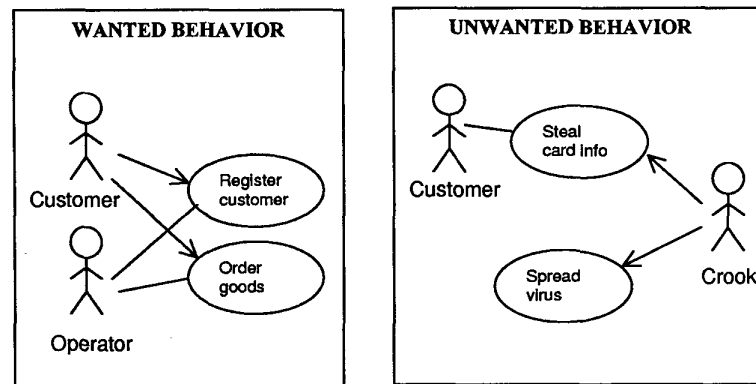 WANTED BEHAVIOR
Customer
Operator
Register
customer
Order
goods
UNWANTED BEHAVIOR
Customer
Steal
card info
Spread
virus
Crook